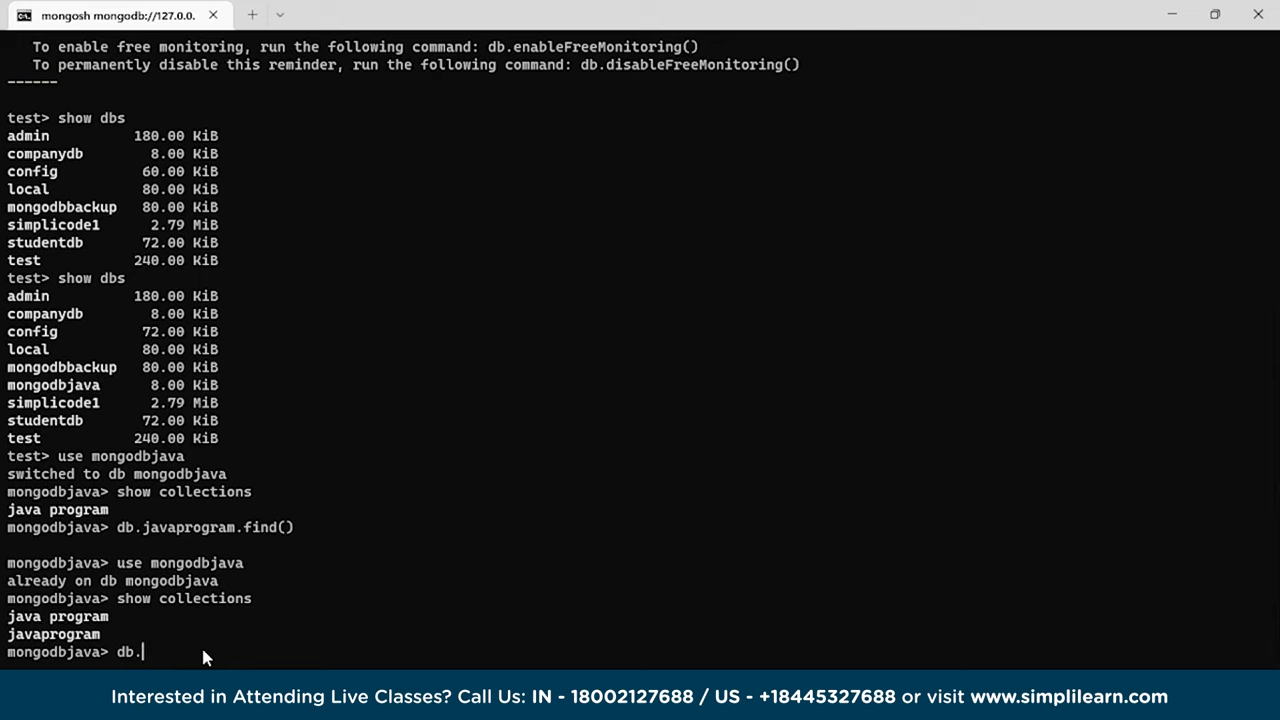 mongosh mongodb://127.0.0.
To enable free monitoring, run the following command: db.enableFreeMonitoring()
To permanently disable this reminder, run the following command: db.disableFreeMonitoring()
------
test> show dbs
admin 180.00 KiB
companydb 8.00 KiB
config 60.00 KiB
local 80.00 KiB
mongodbbackup 80.00 KiB
simplicode1 2.79 MiB
studentdb 72.00 KiB
test 240.00 KiB
test> show dbs
admin 180.00 KiB
companydb 8.00 KiB
config 72.00 KiB
local 80.00 KiB
mongodbbackup 80.00 KiB
mongodbjava 8.00 KiB
simplicode1 2.79 MiB
studentdb 72.00 KiB
test 240.00 KiB
test> use mongodbjava
switched to db mongodbjava
mongodbjava> show collections
java program
mongodbjava> db.javaprogram.find()
mongodbjava> use mongodbjava
already on db mongodbjava
mongodbjava> show collections
java program
javaprogram
mongodbjava> db.
Interested in Attending Live Classes? Call Us: IN - 18002127688 / US - +18445327688 or visit www.simplilearn.com